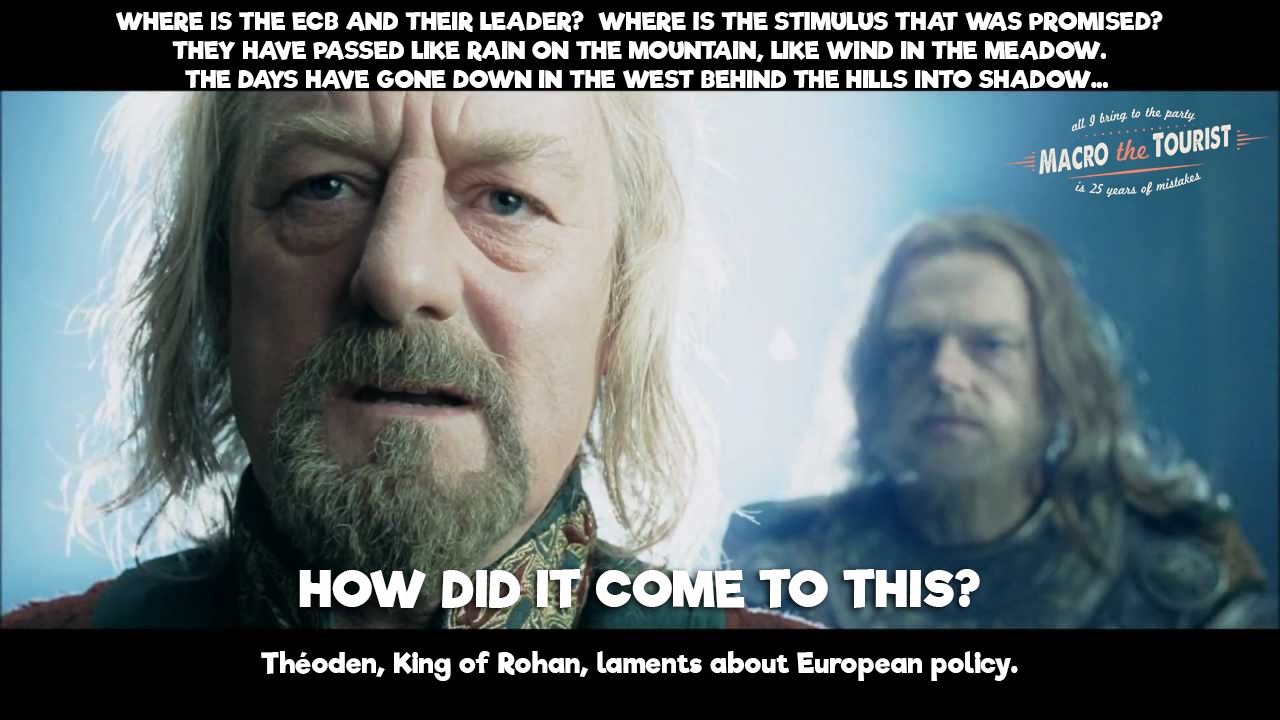 WHERE IS THE ECB AND THEIR LEADER? WHERE IS THE STIMULUS THAT WAS PROMISED?
THEY HAVE PASSED LIKE RAIN ON THE MOUNTAIN, LIKE WIND IN THE MEADOW.
THE DAYS HAVE GONE DOWN IN THE WEST BEHIND THE HILLS INTO SHADOW...
all I bring to the party
MACRO the TOURIST
is 25 years of mistakes
HOW DID IT COME TO THIS?
Théoden, King of Rohan, laments about European policy.